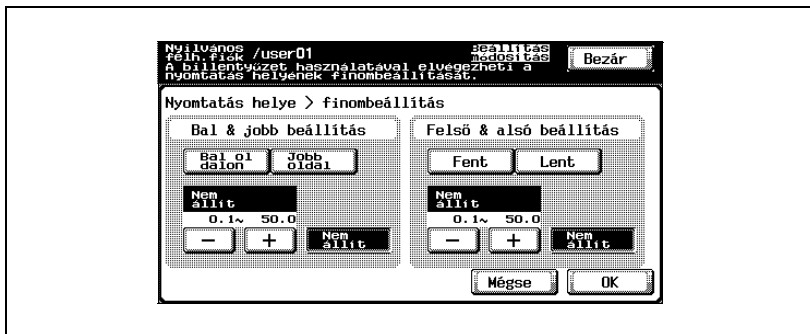 Nyilvános
félh.fiók /user01
Beállítás
módosítás
Bezár
A billentyűzet használatával elvégezheti a
nyomtatás helyének finombeállítását.
Nyomtatás helye > finombeállítás
Bal & jobb beállítás
Felső & alsó beállítás
Bal ol
dalon
Jobb
oldal
Fent
Lent
Nem
állít
Nem
állít
0.1~ 50.0
0.1~ 50.0
− +
Nem
állít
− +
Nem
állít
Mégse
OK